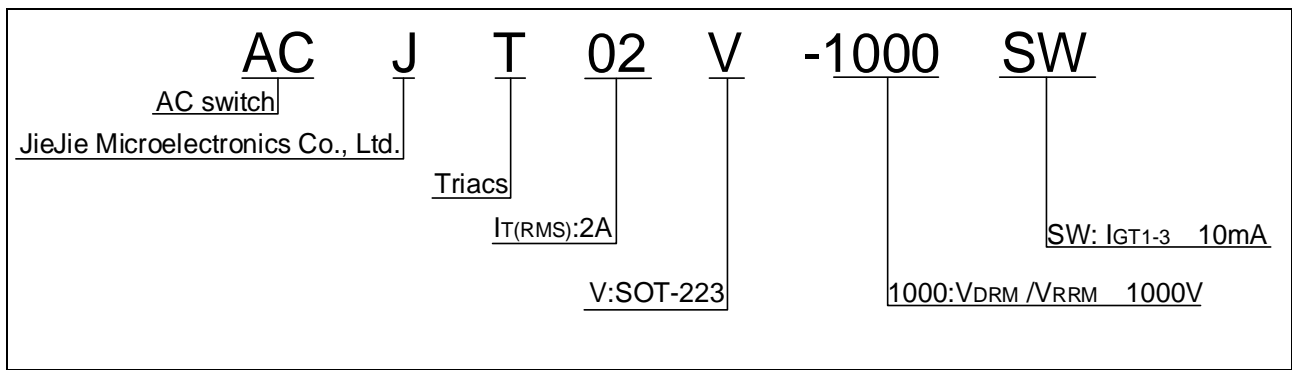 AC J T 02 V -1000 SW
AC switch
JieJie Microelectronics Co., Ltd.
Triacs
IT(RMS):2A
SW: IGT1-3 10mA
V:SOT-223
1000:VDRM /VRRM 1000V